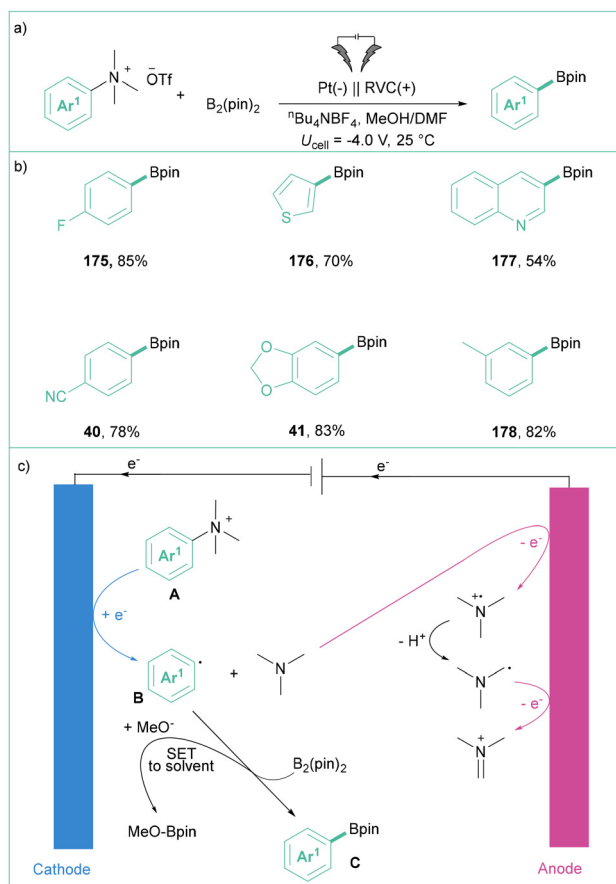 a)
N
+
ŌTf
Ar¹
+
B₂(pin)₂
Pt(-) || RVC(+)
ⁿBu₄NBF₄, MeOH/DMF
U_cell = -4.0 V, 25 °C
Bpin
Ar¹
b)
Bpin
F
175, 85%
Bpin
S
176, 70%
Bpin
N
177, 54%
Bpin
NC
40, 78%
Bpin
O
O
41, 83%
Bpin
178, 82%
c)
e⁻
e⁻
N
+
Ar¹
A
- e⁻
+ e⁻
+•
N
- H⁺
Ar¹
•
B
+
N
N
•
- e⁻
+ MeO⁻
SET
to solvent
B₂(pin)₂
+
N
MeO-Bpin
Bpin
Ar¹
C
Cathode
Anode